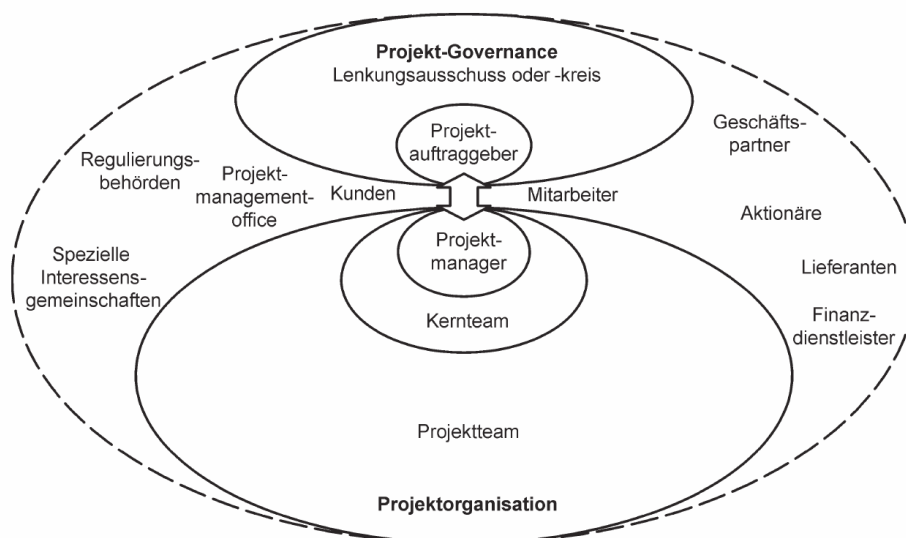 Projekt-Governance
Lenkungsausschuss oder -kreis
Projekt-
auftraggeber
Geschäfts-
partner
Regulierungs-
behörden
Projekt-
management-
office
Kunden
Mitarbeiter
Aktionäre
Projekt-
manager
Spezielle
Interessens-
gemeinschaften
Lieferanten
Kernteam
Finanz-
dienstleister
Projektteam
Projektorganisation